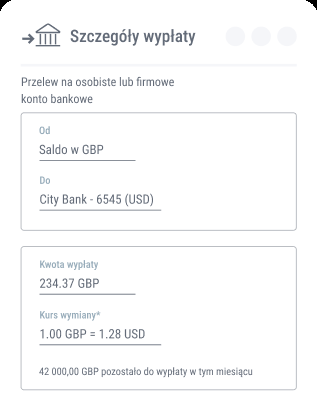 Szczegóły wypłaty
Przelew na osobiste lub firmowe
konto bankowe
Od
Saldo w GBP
Do
City Bank - 6545 (USD)
Kwota wypłaty
234.37 GBP
Kurs wymiany*
1.00 GBP = 1.28 USD
42 000,00 GBP pozostało do wypłaty w tym miesiącu